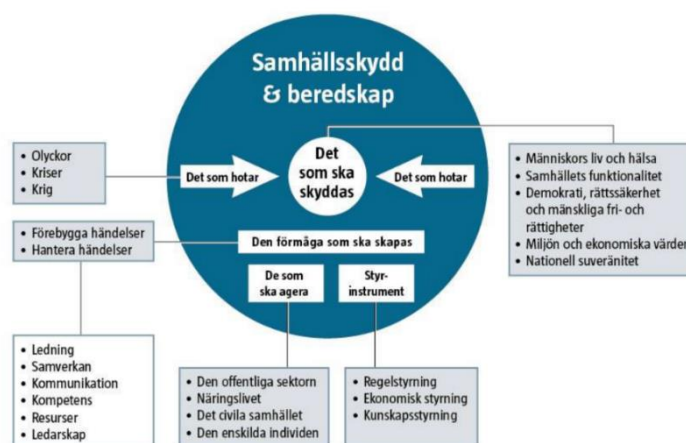 Samhällsskydd
& beredskap
• Olyckor
• Kriser
• Krig
Det som hotar
Det
som ska
skyddas
Det som hotar
• Människors liv och hälsa
• Samhällets funktionalitet
• Demokrati, rättssäkerhet
och mänskliga fri- och
rättigheter
• Miljön och ekonomiska värden
• Nationell suveränitet
• Förebygga händelser
• Hantera händelser
Den förmåga som ska skapas
De som
ska agera
Styr-
instrument
• Ledning
• Samverkan
• Kommunikation
• Kompetens
• Resurser
• Ledarskap
• Den offentliga sektorn
• Näringslivet
• Det civila samhället
• Den enskilda individen
• Regelstyrning
• Ekonomisk styrning
• Kunskapsstyrning